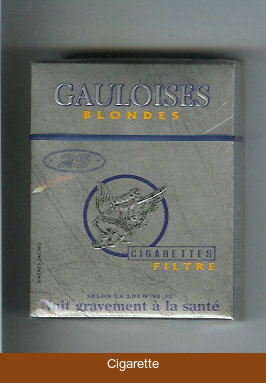 GAULOISES
BLONDES
25
CIGARETTES
FILTRE
SELON LA LOI N° 91.32
Nuit gravement à la santé
Cigarette